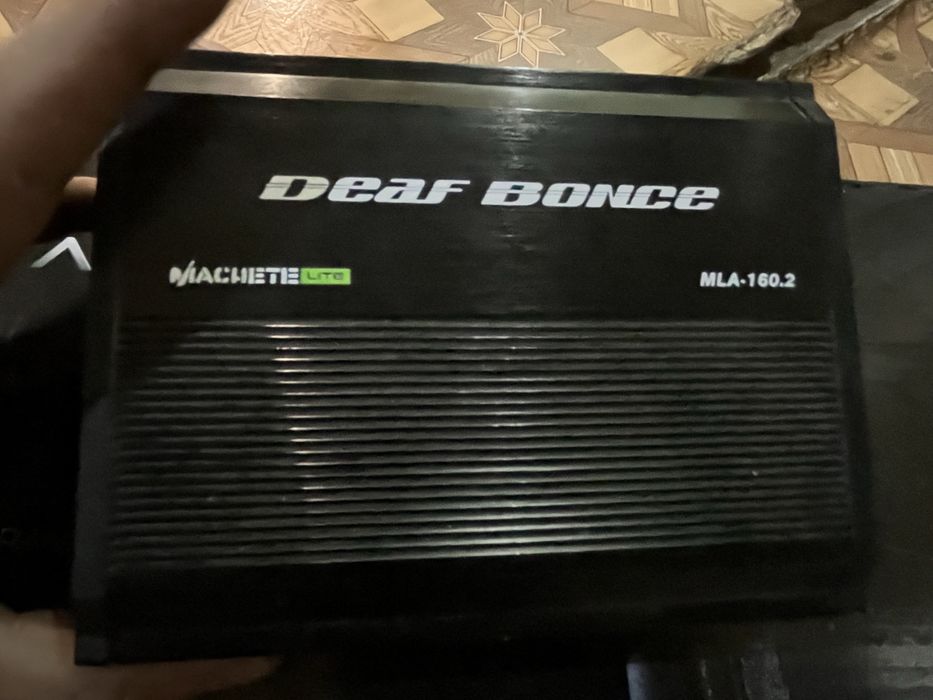 Deaf Bonce
MACHETE LITE
MLA-160.2